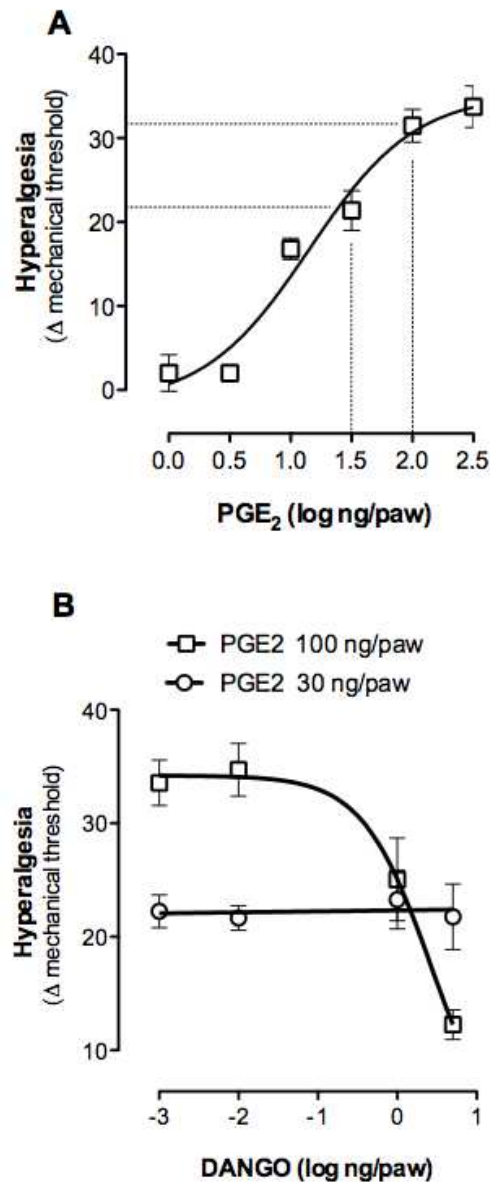 A
Hyperalgesia
(Δ mechanical threshold)
40
30
20
10
0
0.0 0.5 1.0 1.5 2.0 2.5
PGE₂ (log ng/paw)
B
PGE2 100 ng/paw
PGE2 30 ng/paw
Hyperalgesia
(Δ mechanical threshold)
40
30
20
10
-3 -2 -1 0 1
DANGO (log ng/paw)